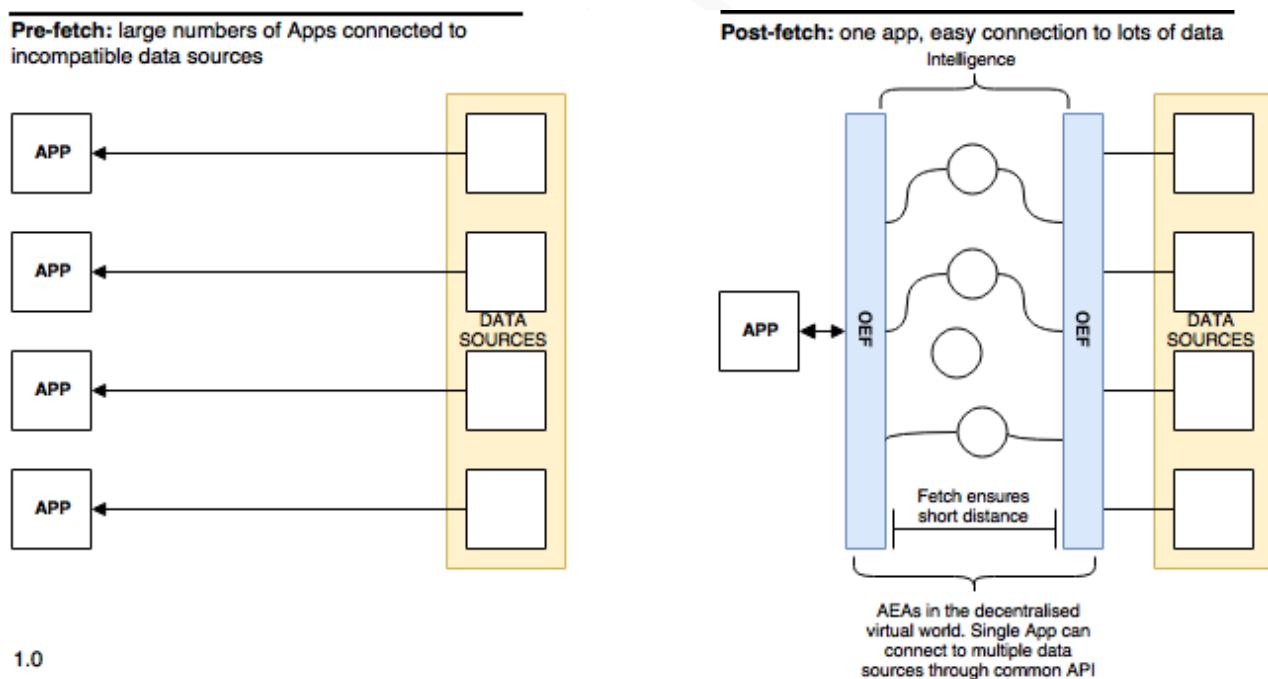 Pre-fetch: large numbers of Apps connected to
incompatible data sources
APP
APP
APP
APP
DATA
SOURCES
1.0
Post-fetch: one app, easy connection to lots of data
Intelligence
APP
OEF
OEF
DATA
SOURCES
Fetch ensures
short distance
AEAs in the decentralised
virtual world. Single App can
connect to multiple data
sources through common API